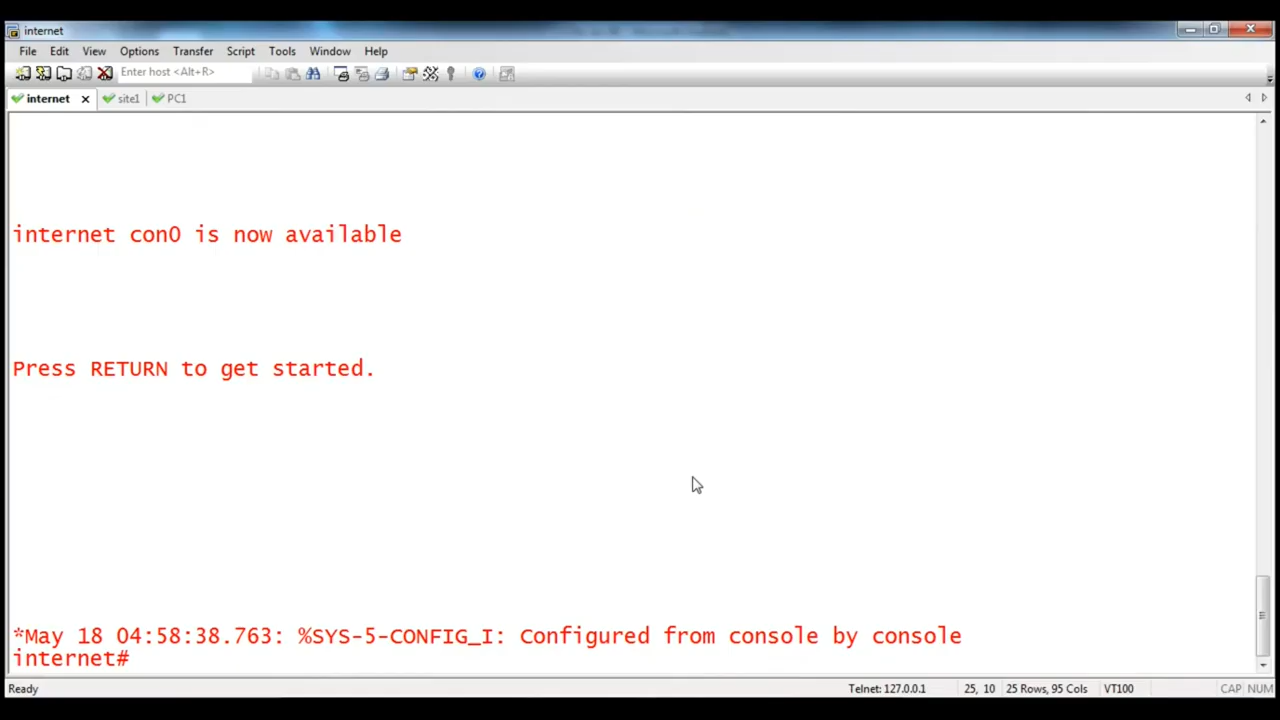 internet
File Edit View Options Transfer Script Tools Window Help
Enter host <Alt+R>
internet site1 PC1
internet con0 is now available
Press RETURN to get started.
*May 18 04:58:38.763: %SYS-5-CONFIG_I: Configured from console by console
internet#
Ready Telnet: 127.0.0.1 25, 10 25 Rows, 95 Cols VT100 CAP NUM